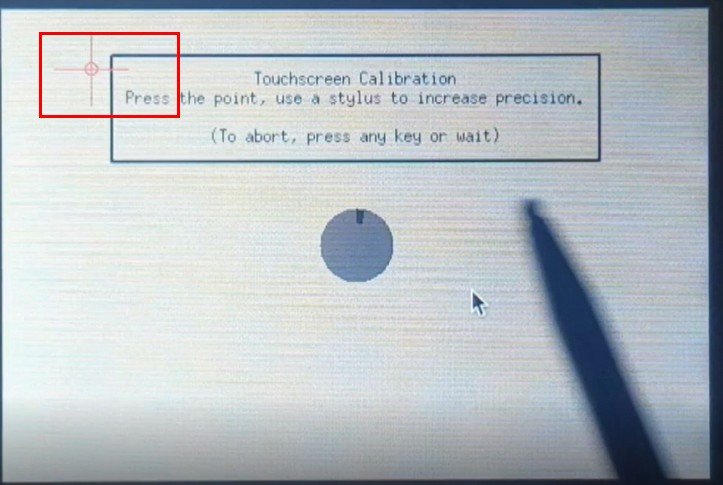 Touchscreen Calibration
Press the point, use a stylus to increase precision.
(To abort, press any key or wait)